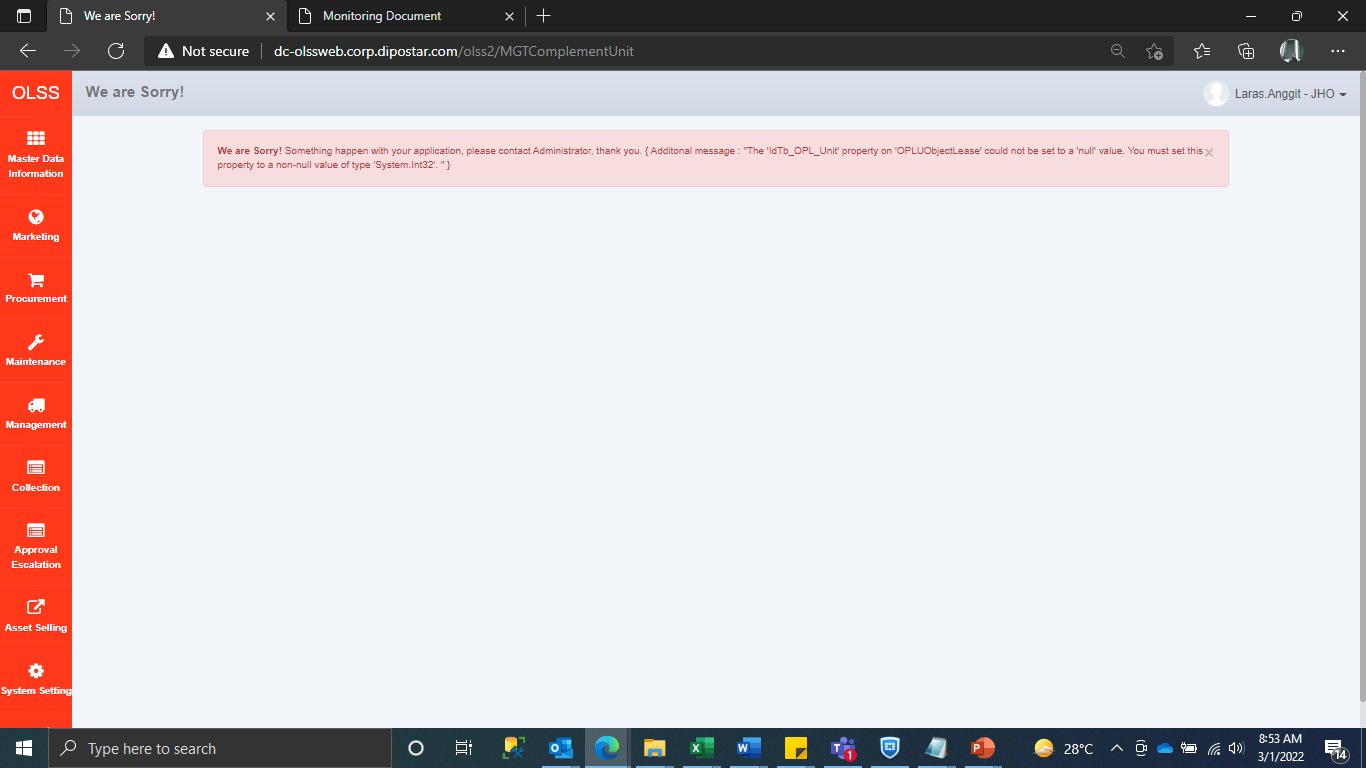 We are Sorry!
Monitoring Document
Not secure
dc-olssweb.corp.dipostar.com/olss2/MGTComplementUnit
OLSS
We are Sorry!
Laras.Anggit - JHO
We are Sorry! Something happen with your application, please contact Administrator, thank you. { Additonal message : "The 'IdTb_OPL_Unit' property on 'OPLUObjectLease' could not be set to a 'null' value. You must set this
property to a non-null value of type 'System.Int32'. " }
Master Data
Information
Marketing
Procurement
Maintenance
Management
Collection
Approval
Escalation
Asset Selling
System Setting
Type here to search
1
28°C
8:53 AM
3/1/2022
14